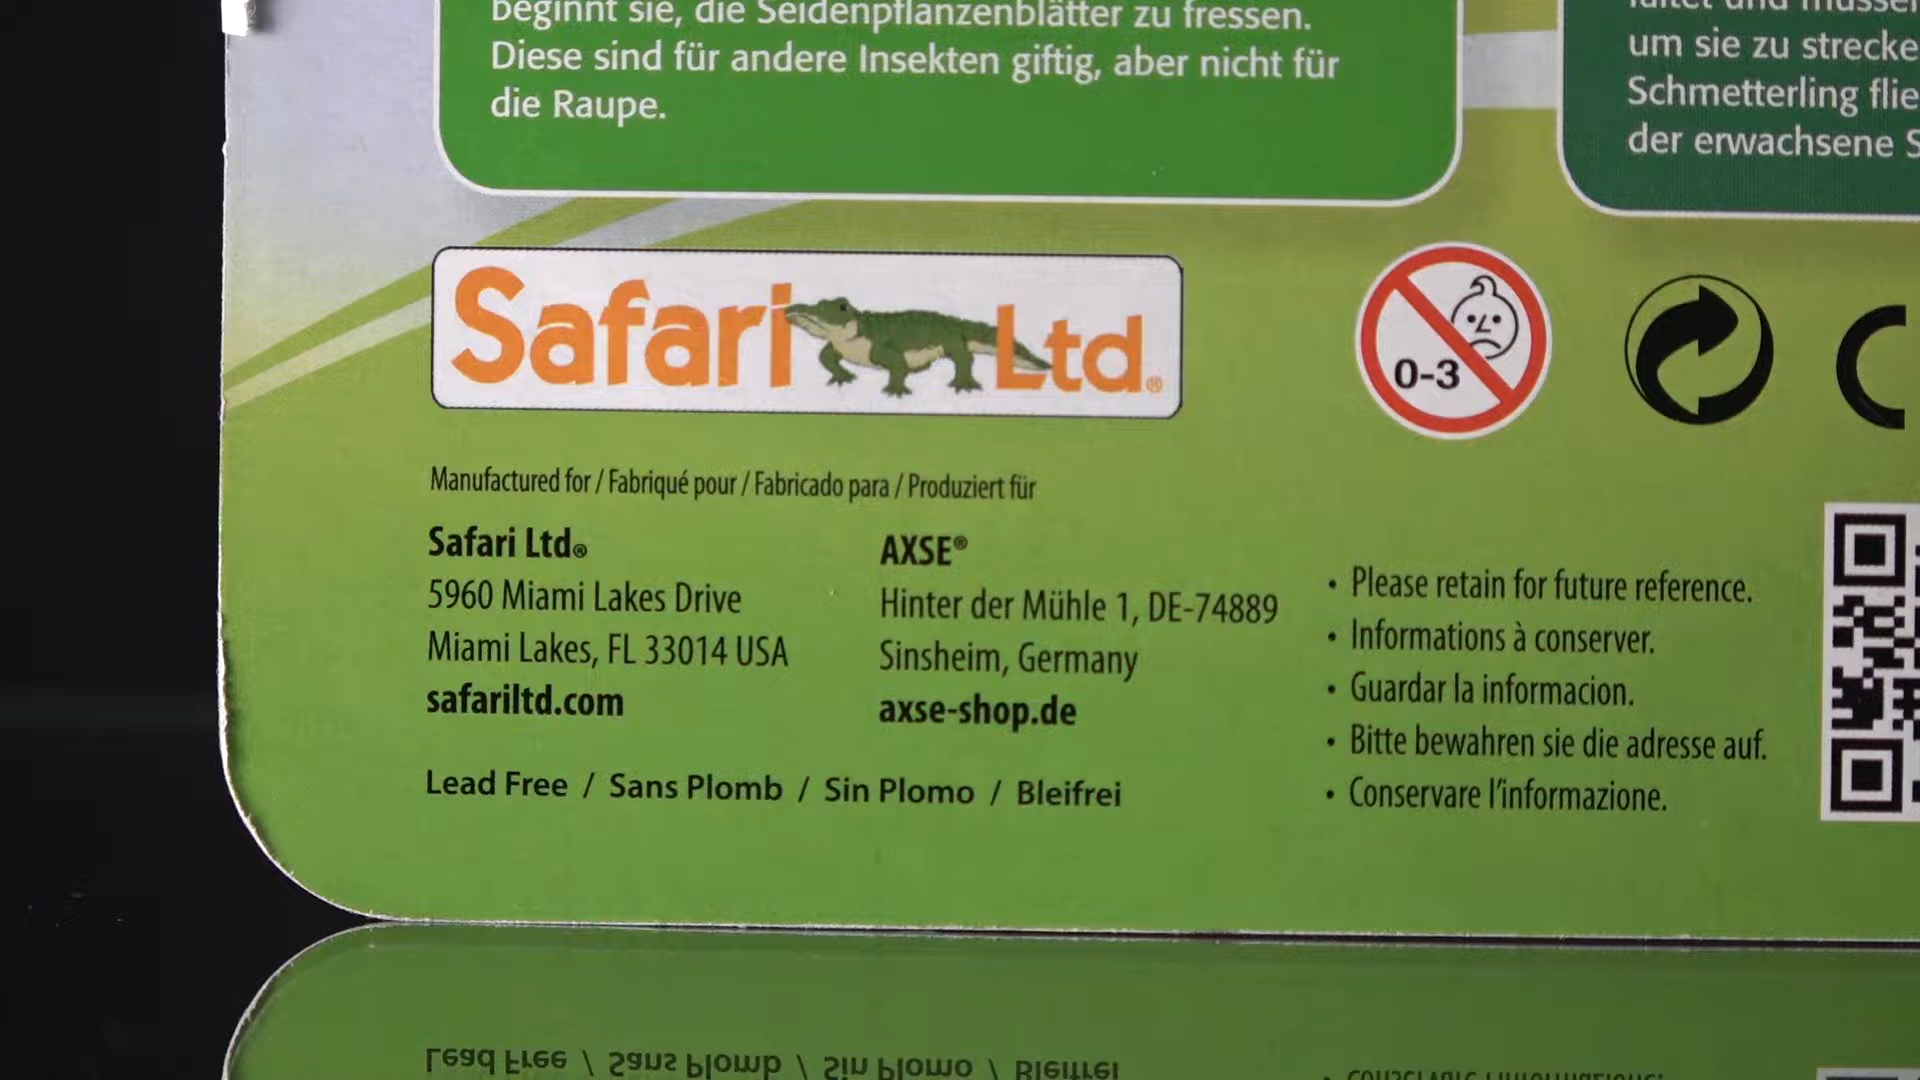 beginnt sie, die Seidenpflanzenblätter zu fressen.
Diese sind für andere Insekten giftig, aber nicht für
die Raupe.
um sie zu strecke
Schmetterling flie
der erwachsene S
Safari Ltd®
0-3
Manufactured for / Fabriqué pour / Fabricado para / Produziert für
Safari Ltd®
5960 Miami Lakes Drive
Miami Lakes, FL 33014 USA
safariltd.com
AXSE®
Hinter der Mühle 1, DE-74889
Sinsheim, Germany
axse-shop.de
Lead Free / Sans Plomb / Sin Plomo / Bleifrei
• Please retain for future reference.
• Informations à conserver.
• Guardar la informacion.
• Bitte bewahren sie die adresse auf.
• Conservare l'informazione.